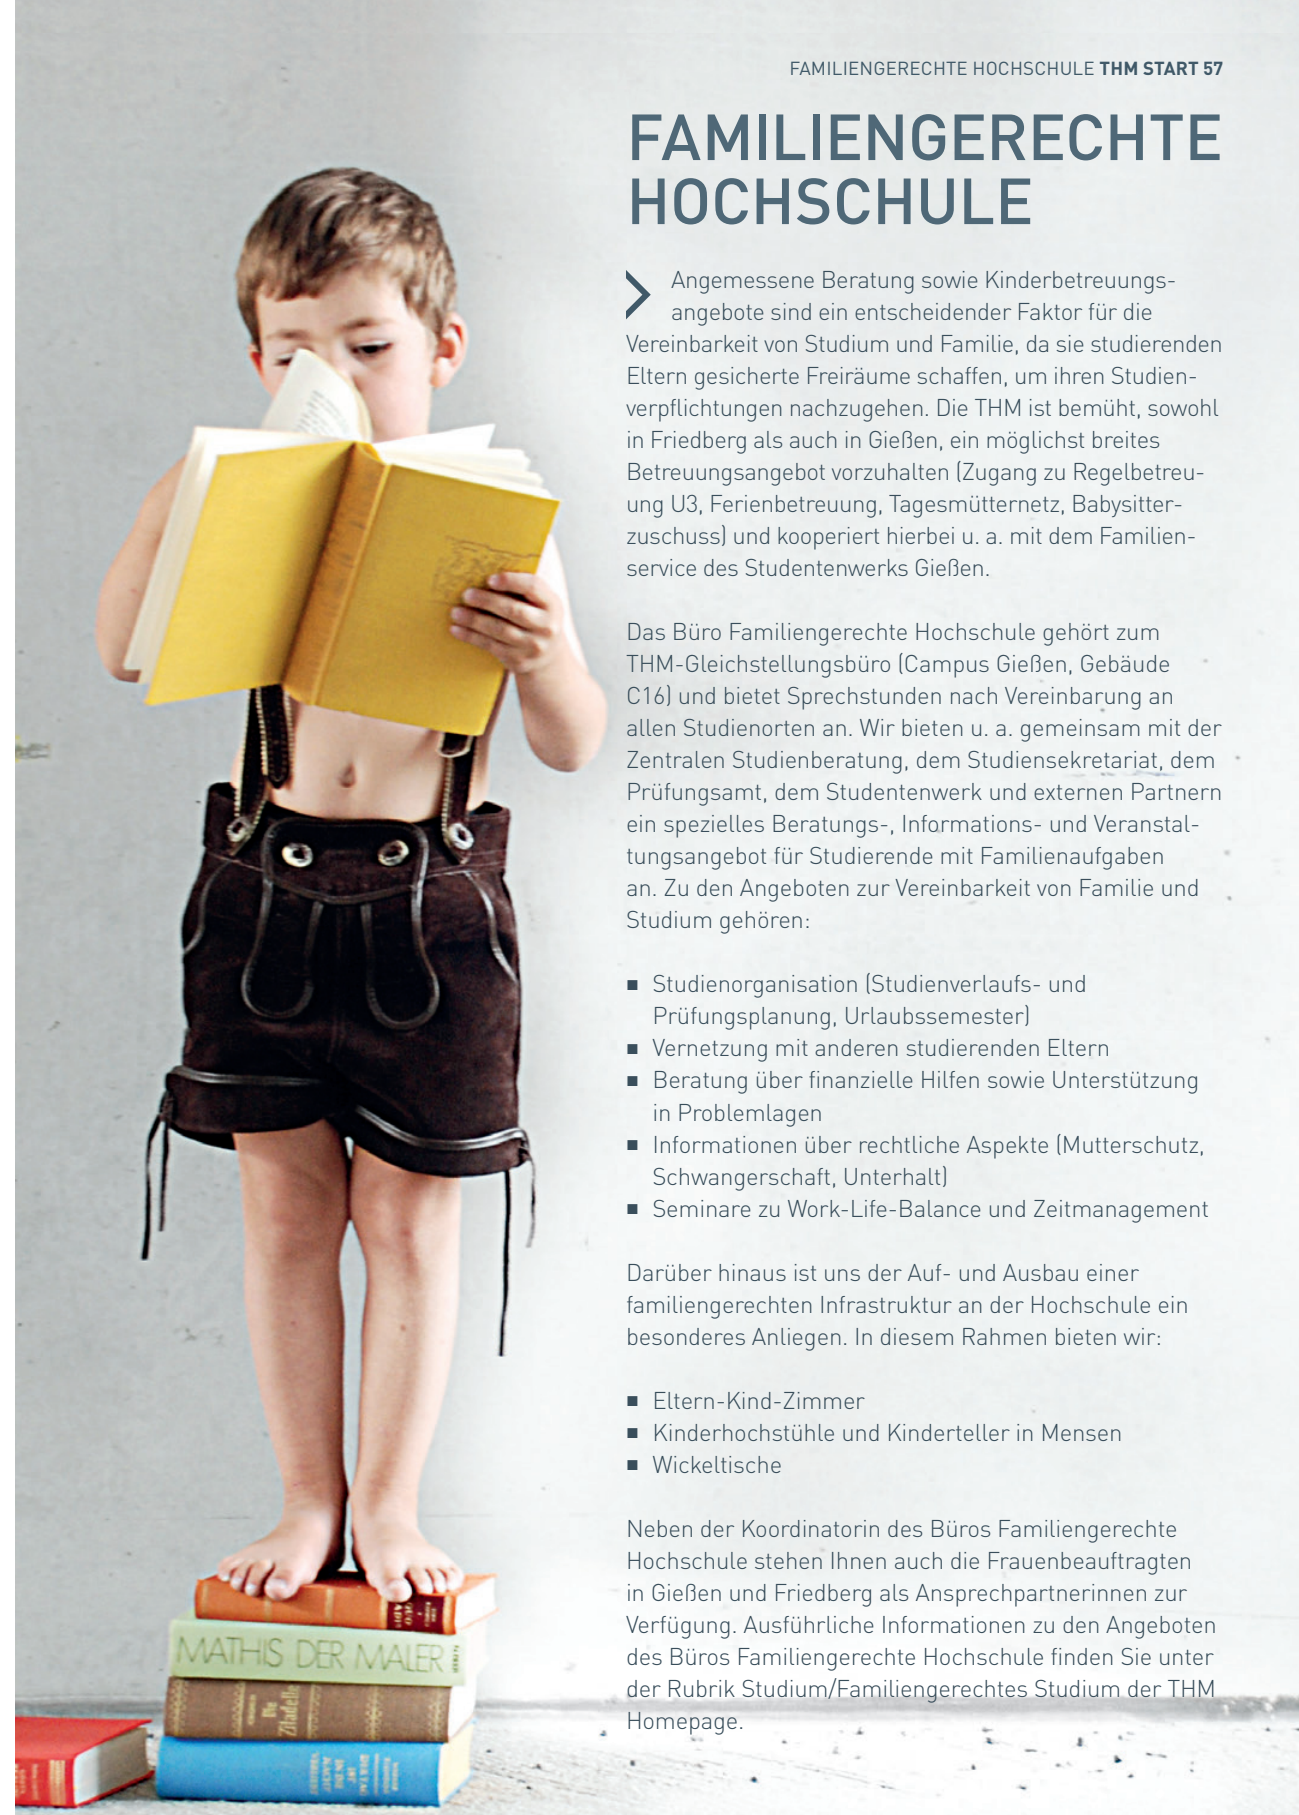 FAMILIENGERECHTE HOCHSCHULE THM START 57
FAMILIENGERECHTE
HOCHSCHULE
Angemessene Beratung sowie Kinderbetreuungs-
angebote sind ein entscheidender Faktor für die
Vereinbarkeit von Studium und Familie, da sie studierenden
Eltern gesicherte Freiräume schaffen, um ihren Studien-
verpflichtungen nachzugehen. Die THM ist bemüht, sowohl
in Friedberg als auch in Gießen, ein möglichst breites
Betreuungsangebot vorzuhalten (Zugang zu Regelbetreu-
ung U3, Ferienbetreuung, Tagesmütternetz, Babysitter-
zuschuss) und kooperiert hierbei u. a. mit dem Familien-
service des Studentenwerks Gießen.
Das Büro Familiengerechte Hochschule gehört zum
THM-Gleichstellungsbüro (Campus Gießen, Gebäude
C16) und bietet Sprechstunden nach Vereinbarung an
allen Studienorten an. Wir bieten u. a. gemeinsam mit der
Zentralen Studienberatung, dem Studiensekretariat, dem
Prüfungsamt, dem Studentenwerk und externen Partnern
ein spezielles Beratungs-, Informations- und Veranstal-
tungsangebot für Studierende mit Familienaufgaben
an. Zu den Angeboten zur Vereinbarkeit von Familie und
Studium gehören:
■ Studienorganisation (Studienverlaufs- und
Prüfungsplanung, Urlaubssemester)
■ Vernetzung mit anderen studierenden Eltern
■ Beratung über finanzielle Hilfen sowie Unterstützung
in Problemlagen
■ Informationen über rechtliche Aspekte (Mutterschutz,
Schwangerschaft, Unterhalt)
■ Seminare zu Work-Life-Balance und Zeitmanagement
Darüber hinaus ist uns der Auf- und Ausbau einer
familiengerechten Infrastruktur an der Hochschule ein
besonderes Anliegen. In diesem Rahmen bieten wir:
■ Eltern-Kind-Zimmer
■ Kinderhochstühle und Kinderteller in Mensen
■ Wickeltische
Neben der Koordinatorin des Büros Familiengerechte
Hochschule stehen Ihnen auch die Frauenbeauftragten
in Gießen und Friedberg als Ansprechpartnerinnen zur
Verfügung. Ausführliche Informationen zu den Angeboten
des Büros Familiengerechte Hochschule finden Sie unter
der Rubrik Studium/Familiengerechtes Studium der THM
Homepage.
MATHIS DER MALER
Die
Zitadelle